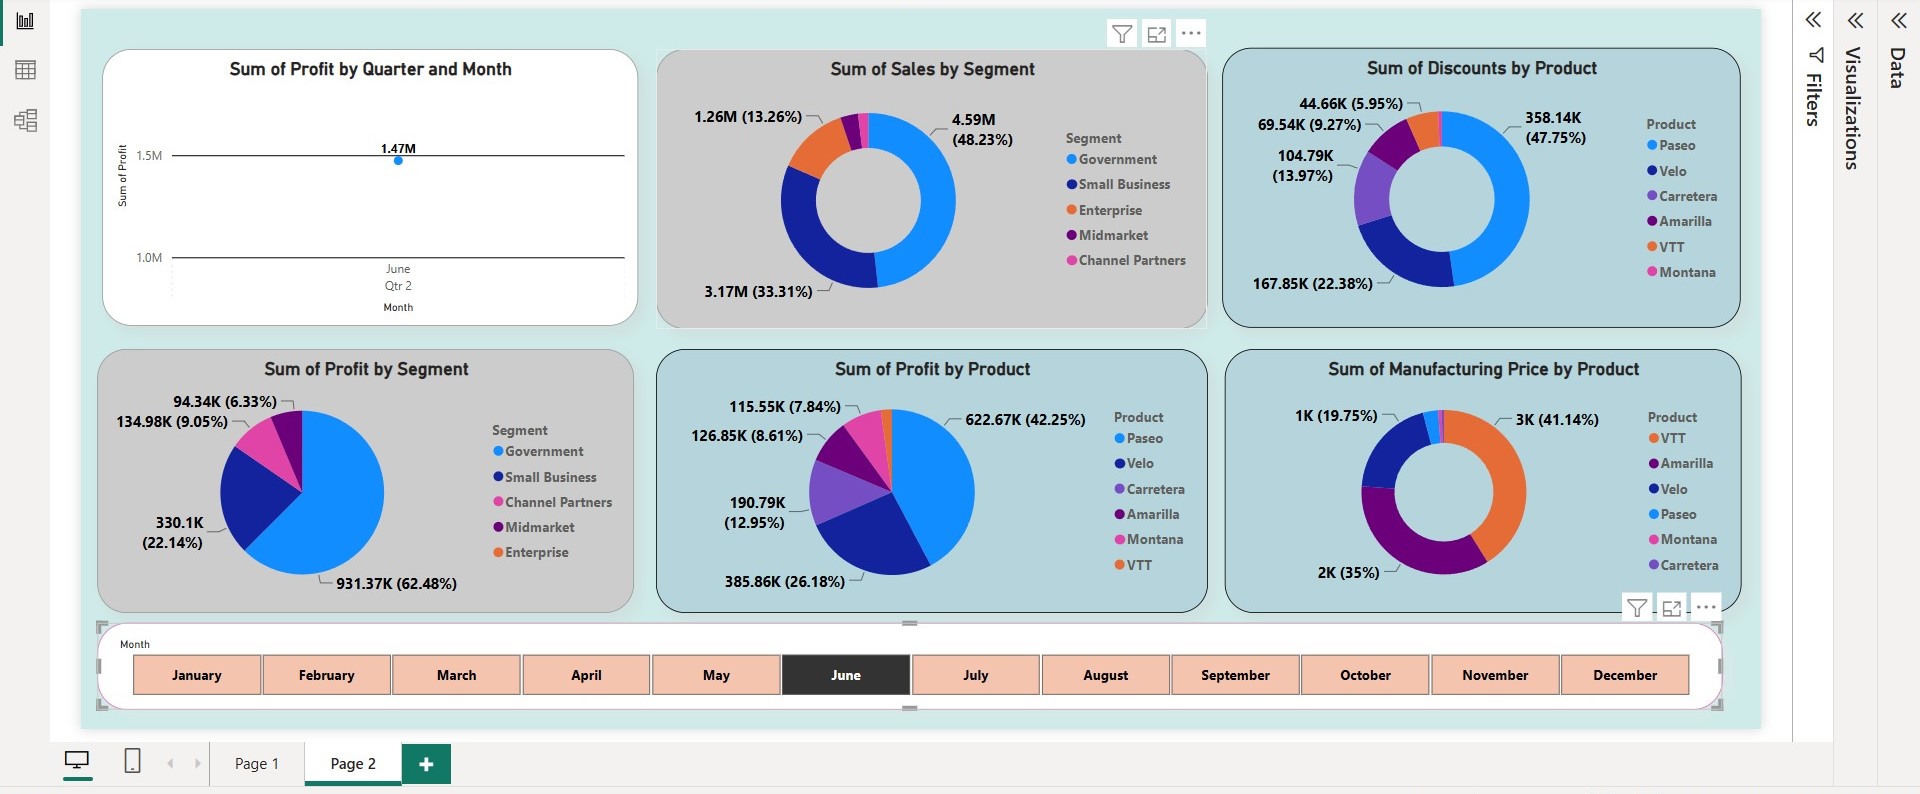 Sum of Profit by Quarter and Month
Sum of Profit
1.5M
1.0M
1.47M
June
Qtr 2
Month
Sum of Sales by Segment
1.26M (13.26%)
4.59M
(48.23%)
3.17M (33.31%)
Segment
Government
Small Business
Enterprise
Midmarket
Channel Partners
Sum of Discounts by Product
44.66K (5.95%)
69.54K (9.27%)
104.79K
(13.97%)
358.14K
(47.75%)
167.85K (22.38%)
Product
Paseo
Velo
Carretera
Amarilla
VTT
Montana
Sum of Profit by Segment
94.34K (6.33%)
134.98K (9.05%)
330.1K
(22.14%)
931.37K (62.48%)
Segment
Government
Small Business
Channel Partners
Midmarket
Enterprise
Sum of Profit by Product
115.55K (7.84%)
126.85K (8.61%)
190.79K
(12.95%)
385.86K (26.18%)
622.67K (42.25%)
Product
Paseo
Velo
Carretera
Amarilla
Montana
VTT
Sum of Manufacturing Price by Product
1K (19.75%)
3K (41.14%)
2K (35%)
Product
VTT
Amarilla
Velo
Paseo
Montana
Carretera
Month
January February March April May June July August September October November December
Page 1 Page 2
Filters
Visualizations
Data